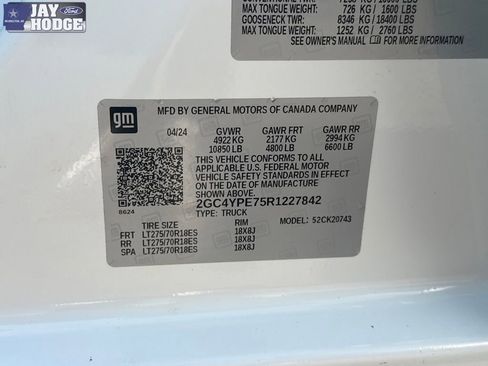 JAY
HODGE
Ford
MAX TONGUE WEIGHT: 726 KG / 1600 LBS
GOOSENECK TWR: 8346 KG / 18400 LBS
MAX TONGUE WEIGHT: 1252 KG / 2760 LBS
SEE OWNER'S MANUAL FOR MORE INFORMATION
gm
MFD BY GENERAL MOTORS OF CANADA COMPANY
04/24 GVWR GAWR FRT GAWR RR
4922 KG 2177 KG 2994 KG
10850 LB 4800 LB 6600 LB
THIS VEHICLE CONFORMS TO ALL
APPLICABLE U.S. FEDERAL MOTOR
VEHICLE SAFETY STANDARDS IN EFFECT
ON THE DATE OF MANUFACTURE
SHOWN ABOVE.
2GC4YPE75R1227842
8624
TYPE: TRUCK
MODEL: 52CK20743
TIRE SIZE RIM
FRT LT275/70R18ES 18X8J
RR LT275/70R18ES 18X8J
SPA LT275/70R18ES 18X8J